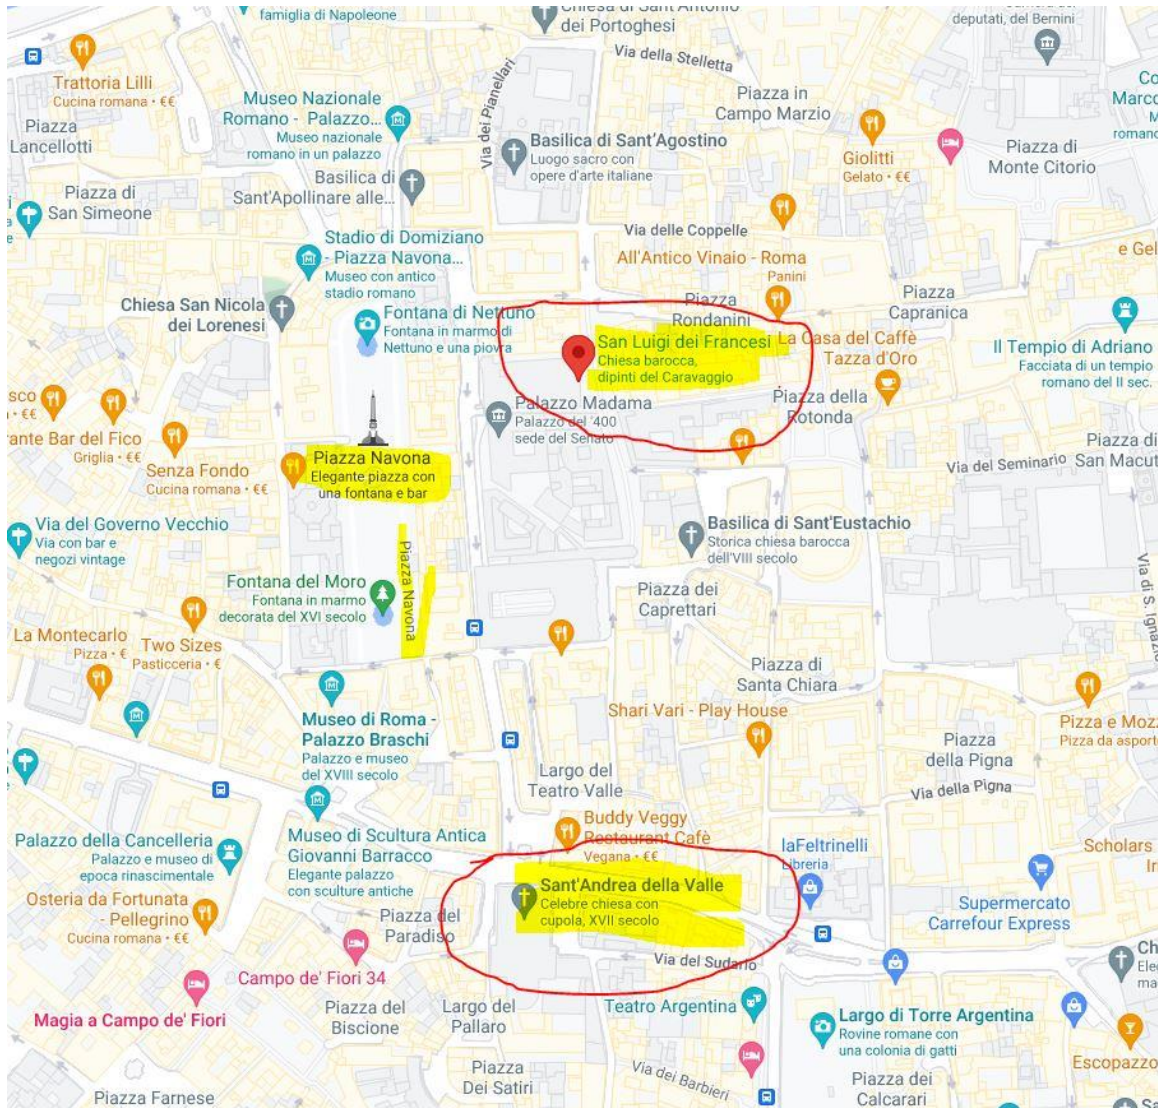 famiglia di Napoleone
dei Portoghesi
deputati, del Bernini
Via della Stelletta
Trattoria Lilli
Cucina romana • €€
Museo Nazionale
Romano - Palazzo...
Museo nazionale
romano in un palazzo
Via dei Pianellari
Piazza in
Campo Marzio
Piazza
Lancellotti
Basilica di Sant'Agostino
Luogo sacro con
opere d'arte italiane
Giolitti
Gelato • €€
Piazza di
Monte Citorio
Basilica di
Sant'Apollinare alle...
Piazza di
San Simeone
Via delle Coppelle
Stadio di Domiziano
- Piazza Navona...
Museo con antico
stadio romano
All'Antico Vinaio - Roma
Panini
e Gel
Chiesa San Nicola
dei Lorenesi
Fontana di Nettuno
Fontana in marmo di
Nettuno e una piovra
Piazza
Rondanini
Piazza
Capranica
San Luigi dei Francesi
Chiesa barocca,
dipinti del Caravaggio
La Casa del Caffè
Tazza d'Oro
Il Tempio di Adriano
Facciata di un tempio
romano del II sec.
Palazzo Madama
Palazzo del '400
sede del Senato
Piazza della
Rotonda
rante Bar del Fico
Griglia • €€
Senza Fondo
Cucina romana • €€
Piazza Navona
Elegante piazza con
una fontana e bar
Via del Seminario
Piazza di
San Macut
Via del Governo Vecchio
Via con bar e
negozi vintage
Piazza Navona
Basilica di Sant'Eustachio
Storica chiesa barocca
dell'VIII secolo
Via di S. Ignazio
Fontana del Moro
Fontana in marmo
decorata del XVI secolo
Piazza dei
Caprettari
La Montecarlo
Pizza • €
Two Sizes
Pasticceria • €
Piazza di
Santa Chiara
Museo di Roma -
Palazzo Braschi
Palazzo e museo
del XVIII secolo
Shari Vari - Play House
Pizza e Mozz
Pizza da asport
Piazza
della Pigna
Largo del
Teatro Valle
Via della Pigna
Palazzo della Cancelleria
Palazzo e museo di
epoca rinascimentale
Museo di Scultura Antica
Giovanni Barracco
Elegante palazzo
con sculture antiche
Buddy Veggy
Restaurant Cafè
Vegana • €€
laFeltrinelli
Libreria
Scholars
Osteria da Fortunata
- Pellegrino
Cucina romana • €€
Piazza del
Paradiso
Sant'Andrea della Valle
Celebre chiesa con
cupola, XVII secolo
Supermercato
Carrefour Express
Via del Sudario
Campo de' Fiori 34
Magia a Campo de' Fiori
Piazza del
Biscione
Largo del
Pallaro
Teatro Argentina
Largo di Torre Argentina
Rovine romane con
una colonia di gatti
Escopazzo
Piazza
Dei Satiri
Via dei Barbieri
Piazza dei
Calcarari
Piazza Farnese